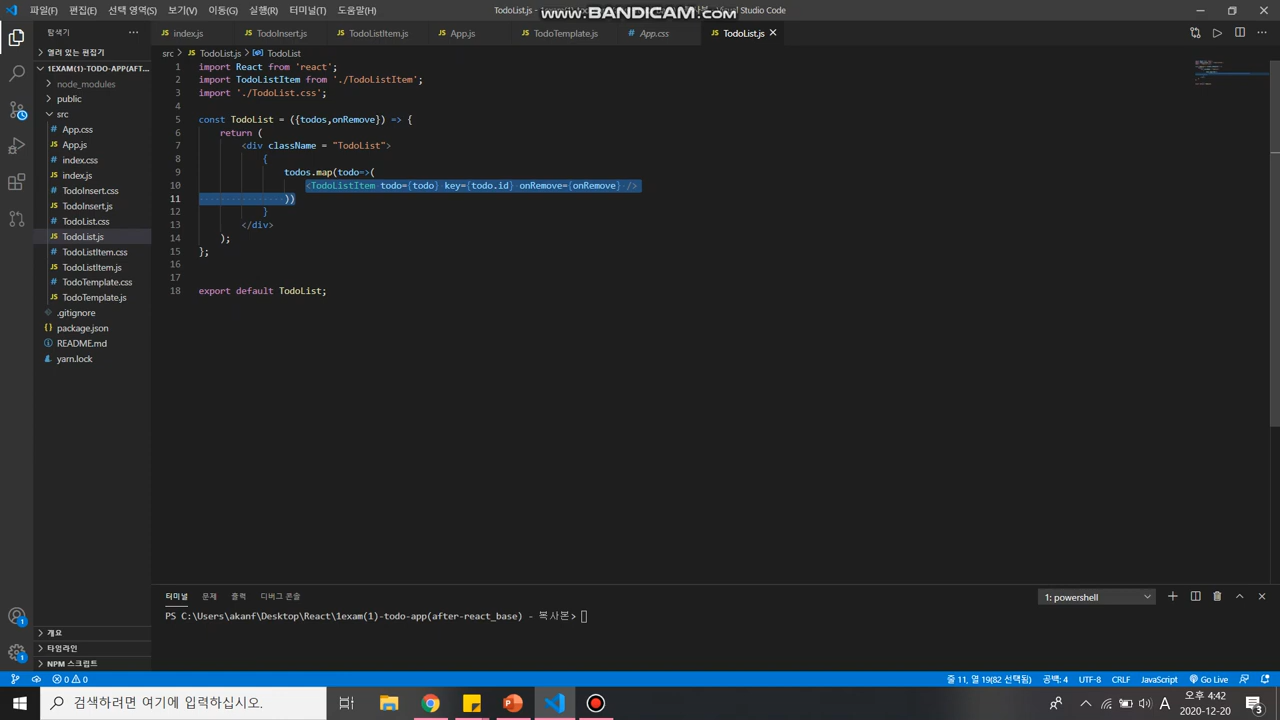 파일(F) 편집(E) 선택 영역(S) 보기(V) 이동(G) 실행(R) 터미널(T) 도움말(H)
www.BANDICAM.com
탐색기
index.js TodoInsert.js TodoListItem.js App.js TodoTemplate.js App.css TodoList.js
열려 있는 편집기
src > TodoList.js > TodoList
1EXAM(1)-TODO-APP(AFT...
node_modules
public
src
App.css
App.js
index.css
index.js
TodoInsert.css
TodoInsert.js
TodoList.css
TodoList.js
TodoListItem.css
TodoListItem.js
TodoTemplate.css
TodoTemplate.js
.gitignore
package.json
README.md
yarn.lock
1 import React from 'react';
2 import TodoListItem from './TodoListItem';
3 import './TodoList.css';
4
5 const TodoList = ({todos,onRemove}) => {
6 return (
7 <div className = "TodoList">
8 {
9 todos.map(todo=>(
10 <TodoListItem todo={todo} key={todo.id} onRemove={onRemove} />
11 ))
12 }
13 </div>
14 );
15 };
16
17
18 export default TodoList;
터미널 문제 출력 디버그 콘솔
1: powershell
PS C:\Users\akanf\Desktop\React\1exam(1)-todo-app(after-react_base) - 복사본>
개요
타임라인
NPM 스크립트
0 0
줄 11, 열 19(82 선택됨) 공백: 4 UTF-8 CRLF JavaScript Go Live
검색하려면 여기에 입력하십시오.
A
오후 4:42
2020-12-20
3